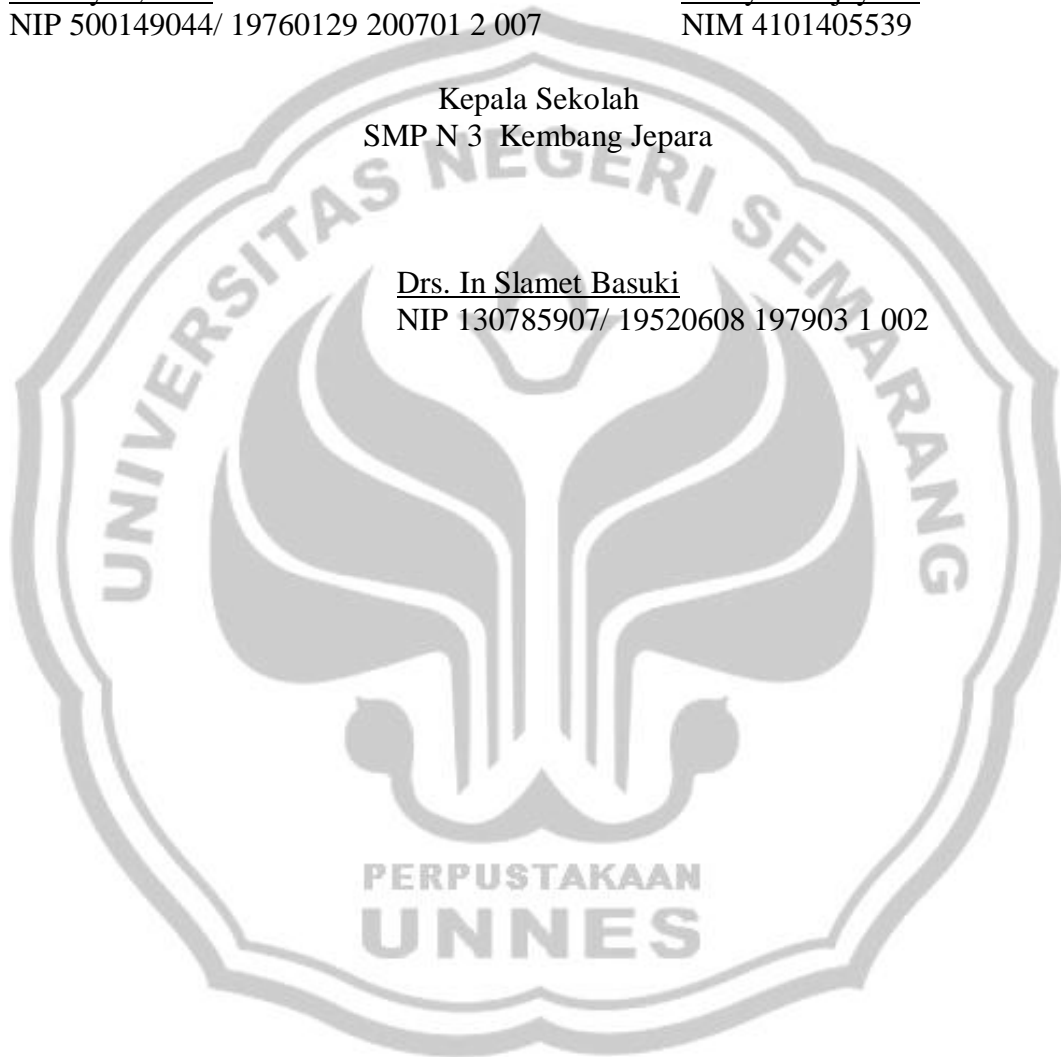 NIP 500149044/ 19760129 200701 2 007 NIM 4101405539
Kepala Sekolah
SMP N 3 Kembang Jepara
UNIVERSITAS NEGERI SEMARANG
Drs. In Slamet Basuki
NIP 130785907/ 19520608 197903 1 002
PERPUSTAKAAN
UNNES